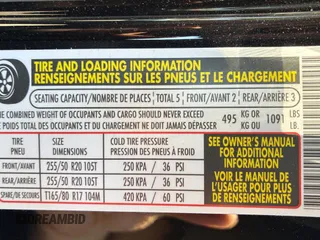 TIRE AND LOADING INFORMATION
RENSEIGNEMENTS SUR LES PNEUS ET LE CHARGEMENT
SEATING CAPACITY/NOMBRE DE PLACES TOTAL 5 FRONT/AVANT 2 REAR/ARRIÈRE 3
COMBINED WEIGHT OF OCCUPANTS AND CARGO SHOULD NEVER EXCEED 495 KG OR 1091 LBS
POIDS TOTAL DES OCCUPANTS ET DU CHARGEMENT NE DOIT JAMAIS DÉPASSER KG OU LB
TIRE COLD TIRE PRESSURE
PNEU PRESSION DES PNEUS À FROID
FRONT/AVANT 255/50 R20 105T 250 KPA / 36 PSI
REAR/ARRIÈRE 255/50 R20 105T 250 KPA / 36 PSI
SPARE/DE SECOURS T165/80 R17 104M 420 KPA / 60 PSI
SEE OWNER'S MANUAL
FOR ADDITIONAL
INFORMATION
VOIR LE MANUEL DE
L'USAGER POUR PLUS
DE RENSEIGNEMENTS
IDREAMBID